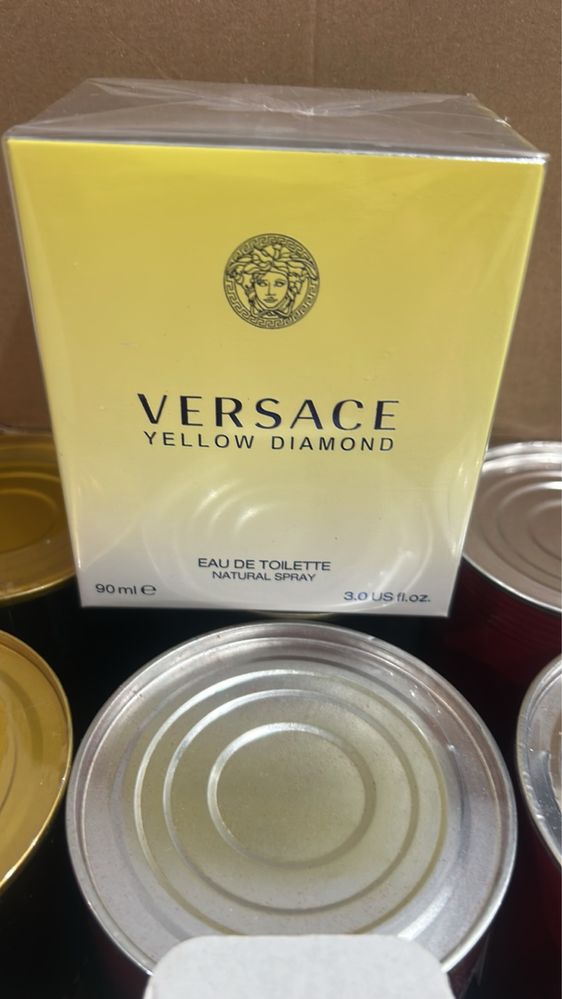 VERSACE
YELLOW DIAMOND
EAU DE TOILETTE
NATURAL SPRAY
90 ml ℮
3.0 US fl.oz.